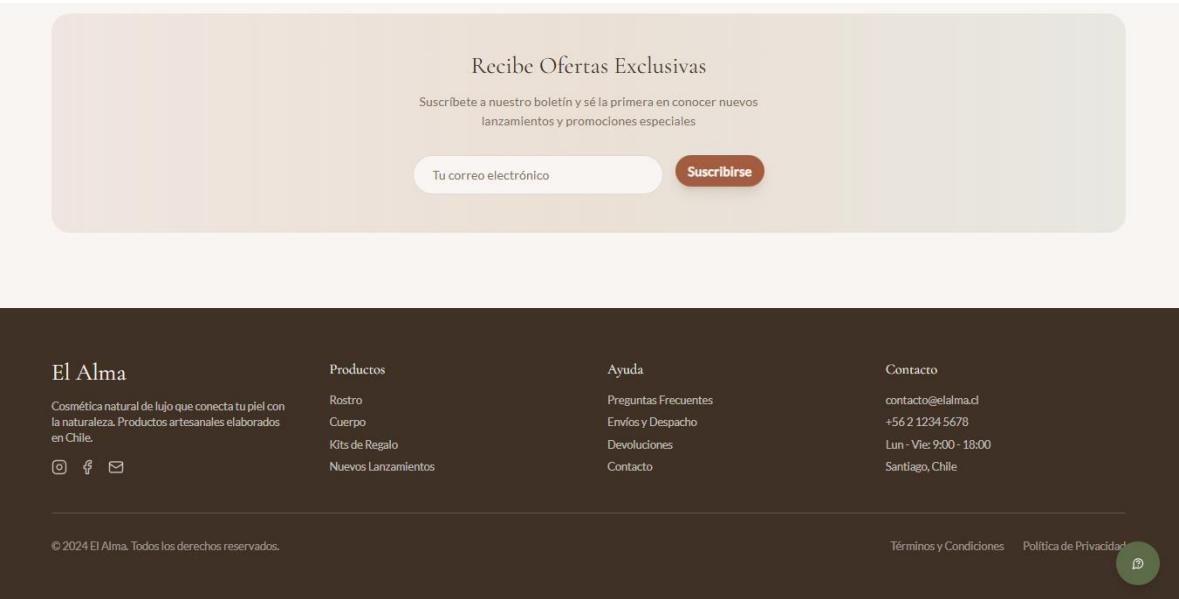 Recibe Ofertas Exclusivas
Suscríbete a nuestro boletín y sé la primera en conocer nuevos
lanzamientos y promociones especiales
Tu correo electrónico
Suscribirse
El Alma
Cosmética natural de lujo que conecta tu piel con
la naturaleza. Productos artesanales elaborados
en Chile.
Productos
Rostro
Cuerpo
Kits de Regalo
Nuevos Lanzamientos
Ayuda
Preguntas Frecuentes
Envíos y Despacho
Devoluciones
Contacto
Contacto
contacto@elalma.cl
+56 2 1234 5678
Lun - Vie: 9:00 - 18:00
Santiago, Chile
© 2024 El Alma. Todos los derechos reservados.
Términos y Condiciones
Política de Privacidad